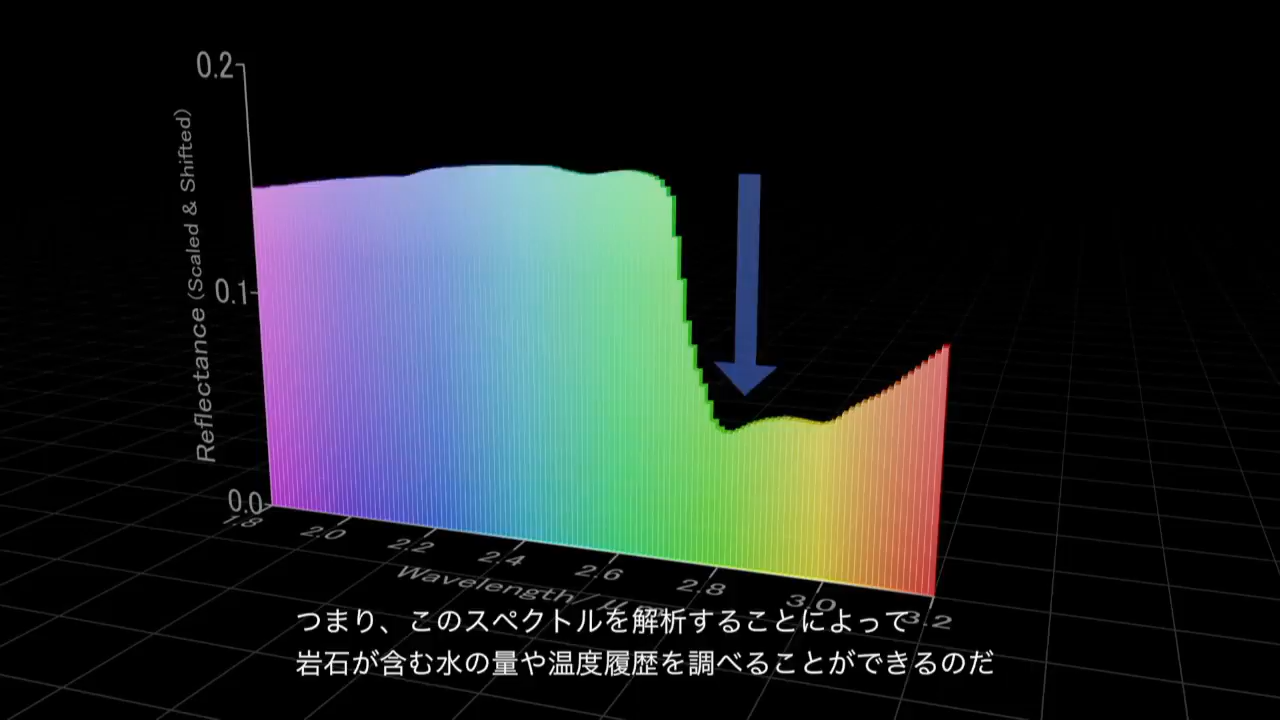 0.2
Reflectance (Scaled & Shifted)
0.1
0.0
1.8 2.0 2.2 2.4 2.6 2.8 3.0 3.2
Wavelength /
つまり、このスペクトルを解析することによって
岩石が含む水の量や温度履歴を調べることができるのだ